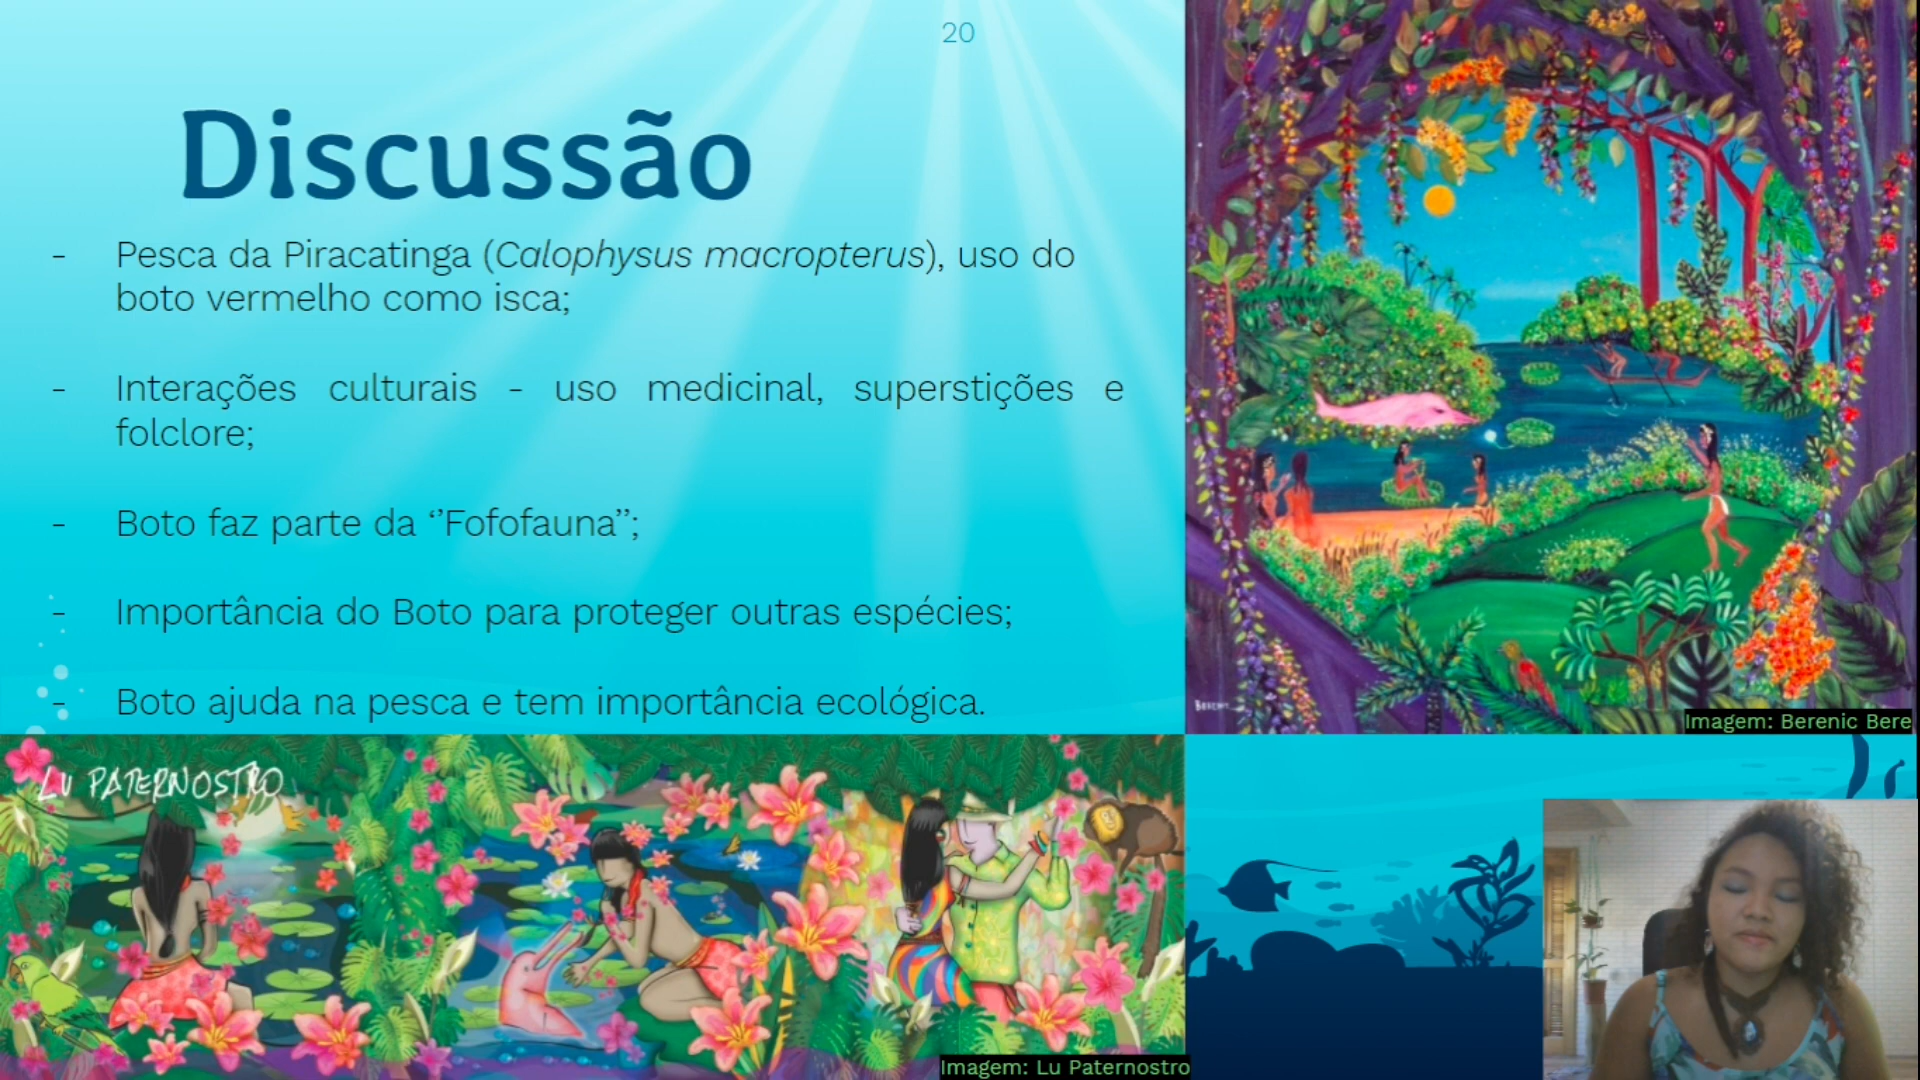 20
Discussão
- Pesca da Piracatinga (Calophysus macropterus), uso do
boto vermelho como isca;
- Interações culturais - uso medicinal, superstições e
folclore;
- Boto faz parte da ‘’Fofofauna’’;
- Importância do Boto para proteger outras espécies;
- Boto ajuda na pesca e tem importância ecológica.
Imagem: Berenic Bere
LU PATERNOSTRO
Imagem: Lu Paternostro